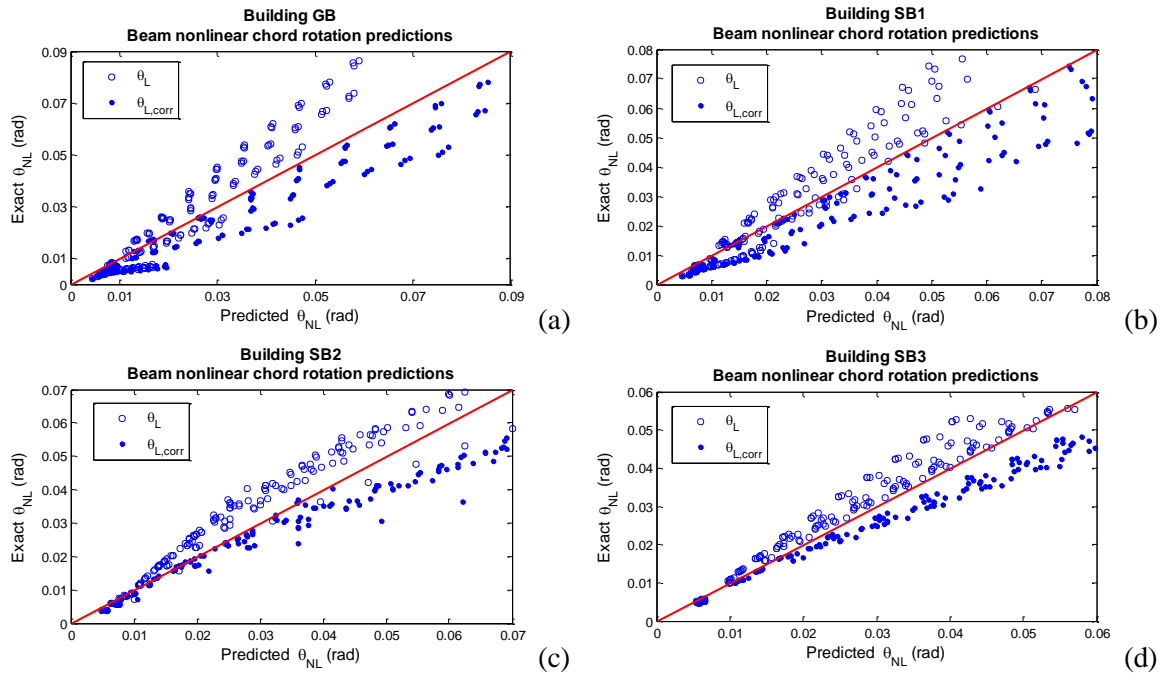 Building GB
Beam nonlinear chord rotation predictions
0.09
0.07
0.05
0.03
0.01
0
Exact θNL (rad)
θL
θL,corr
0
0.01
0.03
0.05
0.07
0.09
Predicted θNL (rad)
(a)
Building SB1
Beam nonlinear chord rotation predictions
0.08
0.07
0.06
0.05
0.04
0.03
0.02
0.01
0
Exact θNL (rad)
θL
θL,corr
0
0.01
0.02
0.03
0.04
0.05
0.06
0.07
0.08
Predicted θNL (rad)
(b)
Building SB2
Beam nonlinear chord rotation predictions
0.07
0.06
0.05
0.04
0.03
0.02
0.01
0
Exact θNL (rad)
θL
θL,corr
0
0.01
0.02
0.03
0.04
0.05
0.06
0.07
Predicted θNL (rad)
(c)
Building SB3
Beam nonlinear chord rotation predictions
0.06
0.05
0.04
0.03
0.02
0.01
0
Exact θNL (rad)
θL
θL,corr
0
0.01
0.02
0.03
0.04
0.05
0.06
Predicted θNL (rad)
(d)